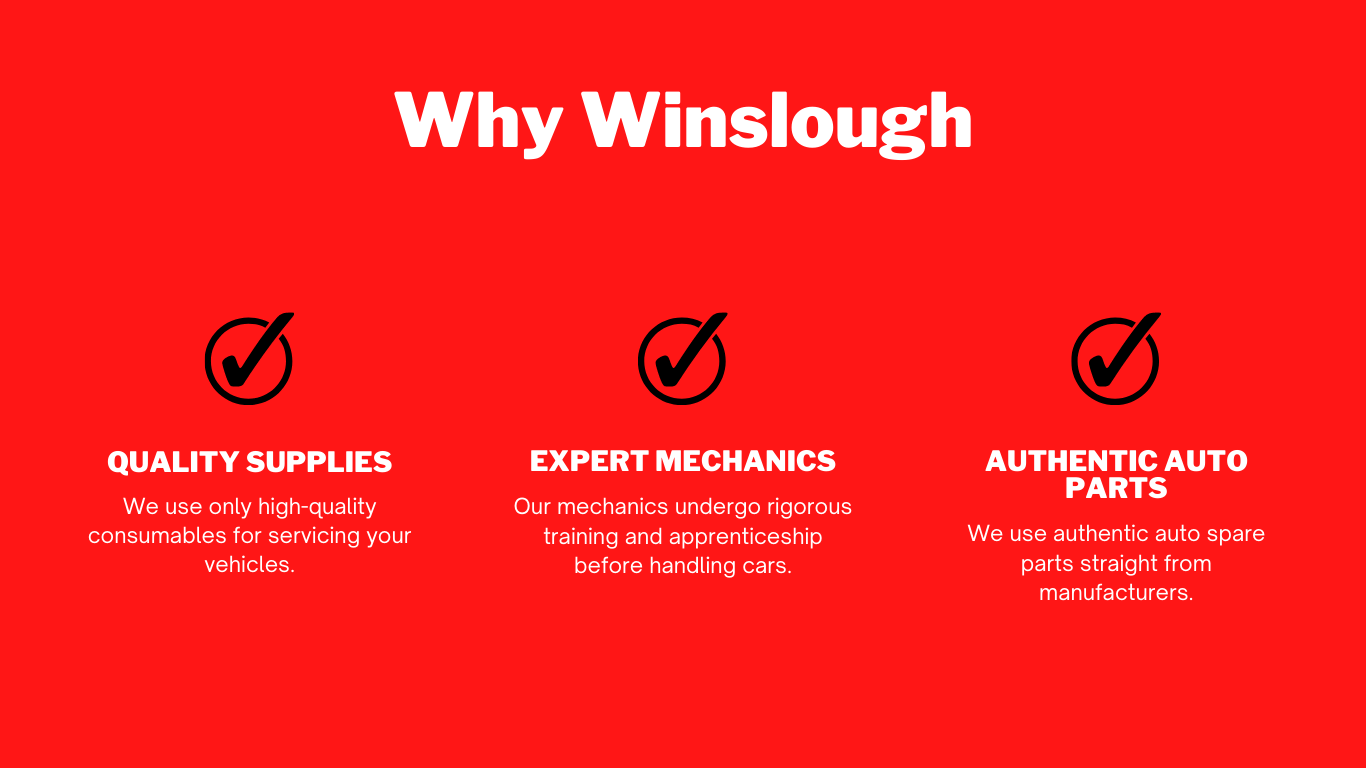 Why Winslough
QUALITY SUPPLIES
We use only high-quality
consumables for servicing your
vehicles.
EXPERT MECHANICS
Our mechanics undergo rigorous
training and apprenticeship
before handling cars.
AUTHENTIC AUTO
PARTS
We use authentic auto spare
parts straight from
manufacturers.